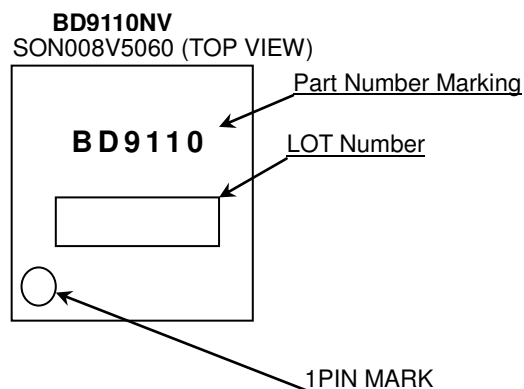 BD9110NV
SON008V5060 (TOP VIEW)
Part Number Marking
BD9110
LOT Number
1PIN MARK